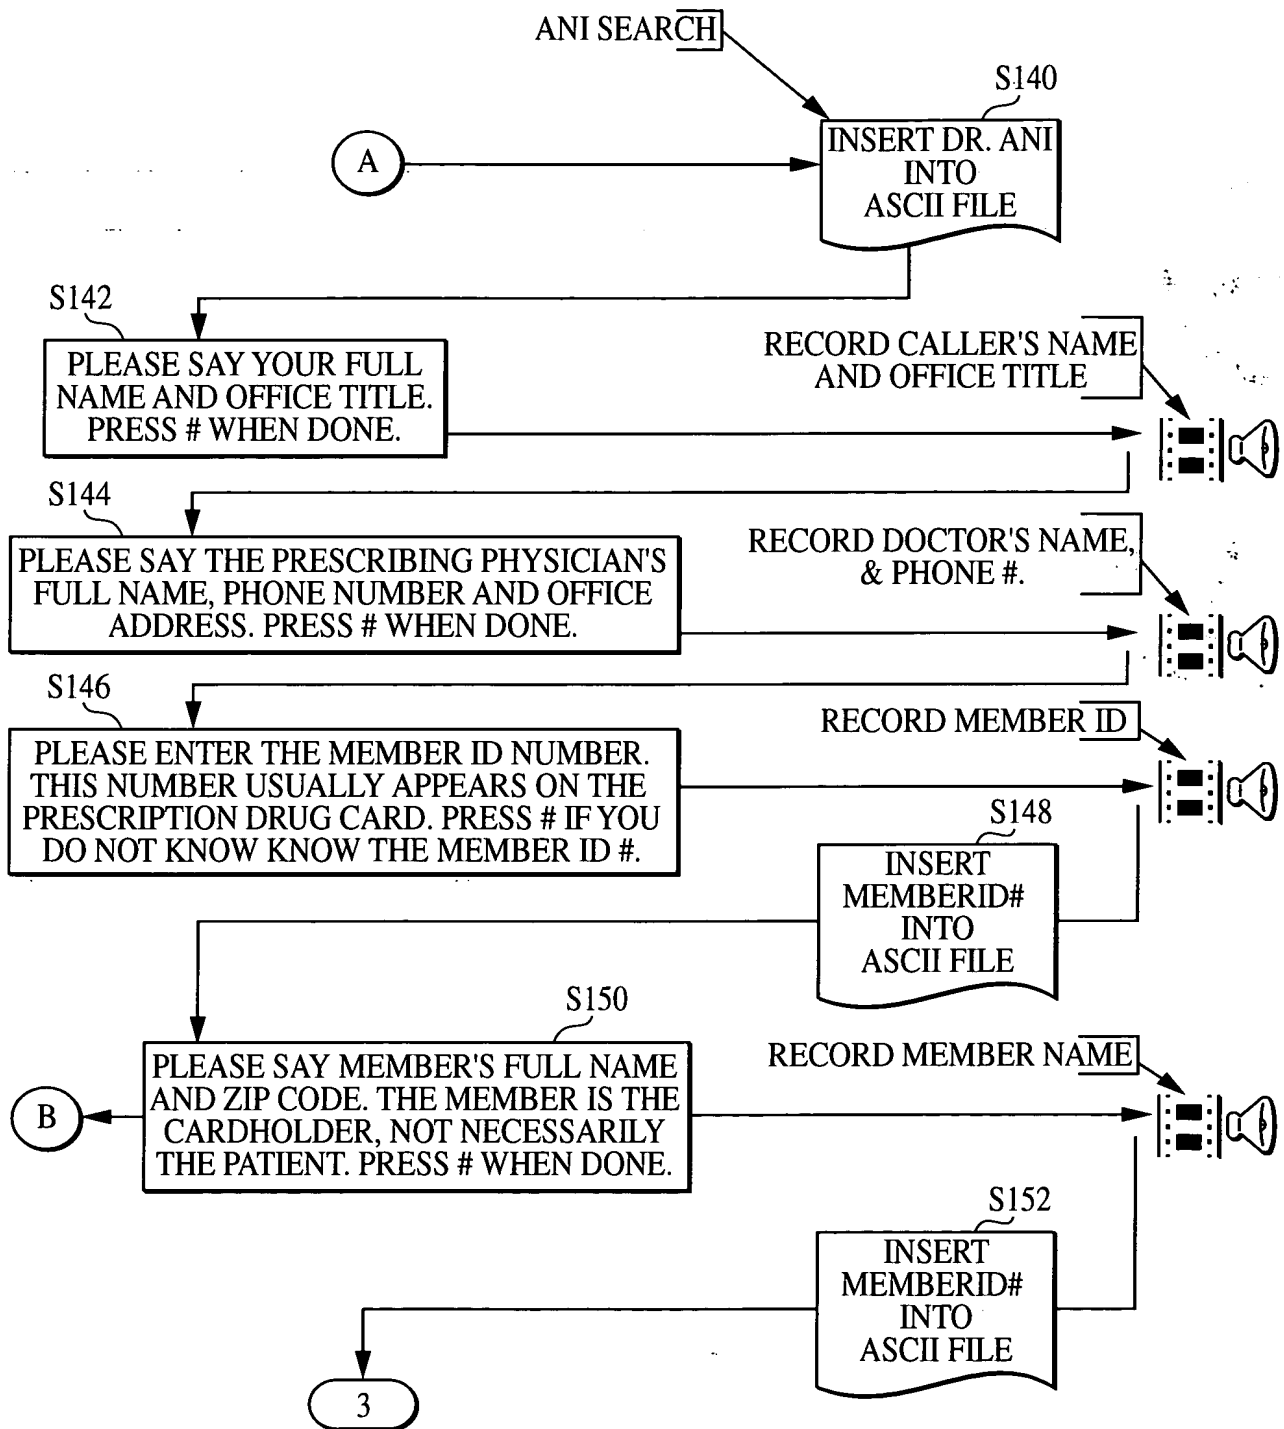 ANI SEARCH
S140
INSERT DR. ANI
INTO
ASCII FILE
A
S142
PLEASE SAY YOUR FULL
NAME AND OFFICE TITLE.
PRESS # WHEN DONE.
RECORD CALLER'S NAME
AND OFFICE TITLE
S144
PLEASE SAY THE PRESCRIBING PHYSICIAN'S
FULL NAME, PHONE NUMBER AND OFFICE
ADDRESS. PRESS # WHEN DONE.
RECORD DOCTOR'S NAME,
& PHONE #.
S146
PLEASE ENTER THE MEMBER ID NUMBER.
THIS NUMBER USUALLY APPEARS ON THE
PRESCRIPTION DRUG CARD. PRESS # IF YOU
DO NOT KNOW KNOW THE MEMBER ID #.
RECORD MEMBER ID
S148
INSERT
MEMBERID#
INTO
ASCII FILE
S150
PLEASE SAY MEMBER'S FULL NAME
AND ZIP CODE. THE MEMBER IS THE
CARDHOLDER, NOT NECESSARILY
THE PATIENT. PRESS # WHEN DONE.
B
RECORD MEMBER NAME
S152
INSERT
MEMBERID#
INTO
ASCII FILE
3